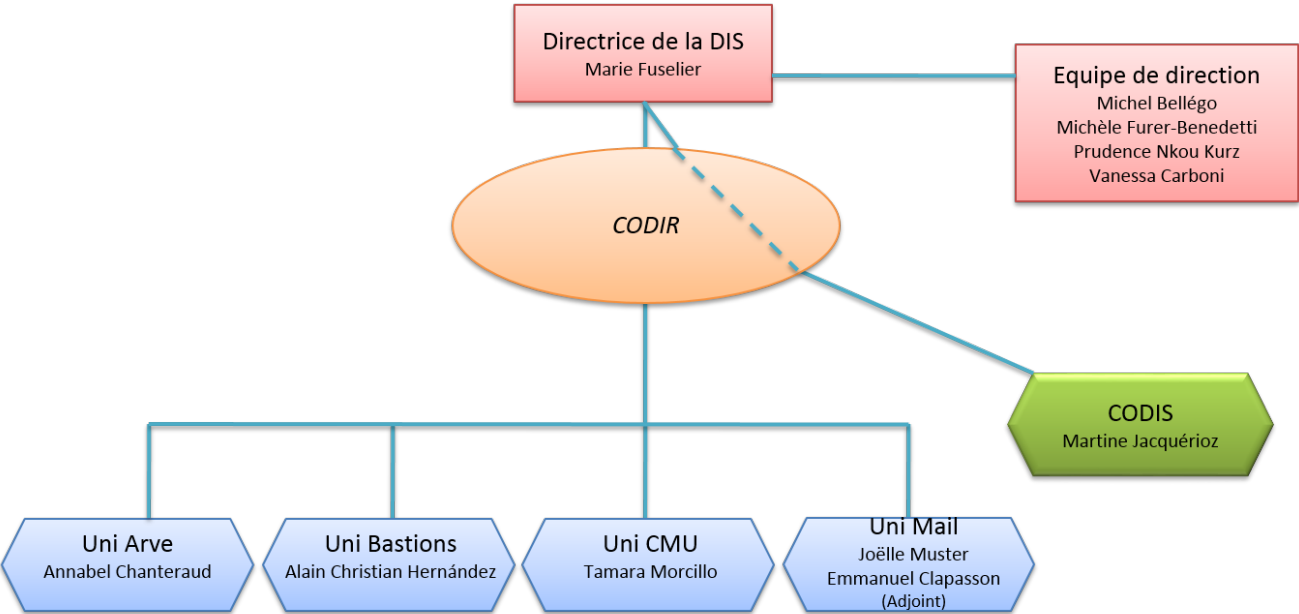 Directrice de la DIS
Marie Fuselier
Equipe de direction
Michel Bellégo
Michèle Furer-Benedetti
Prudence Nkou Kurz
Vanessa Carboni
CODIR
CODIS
Martine Jacquérioz
Uni Arve
Annabel Chanteraud
Uni Bastions
Alain Christian Hernández
Uni CMU
Tamara Morcillo
Uni Mail
Joëlle Muster
Emmanuel Clapasson
(Adjoint)